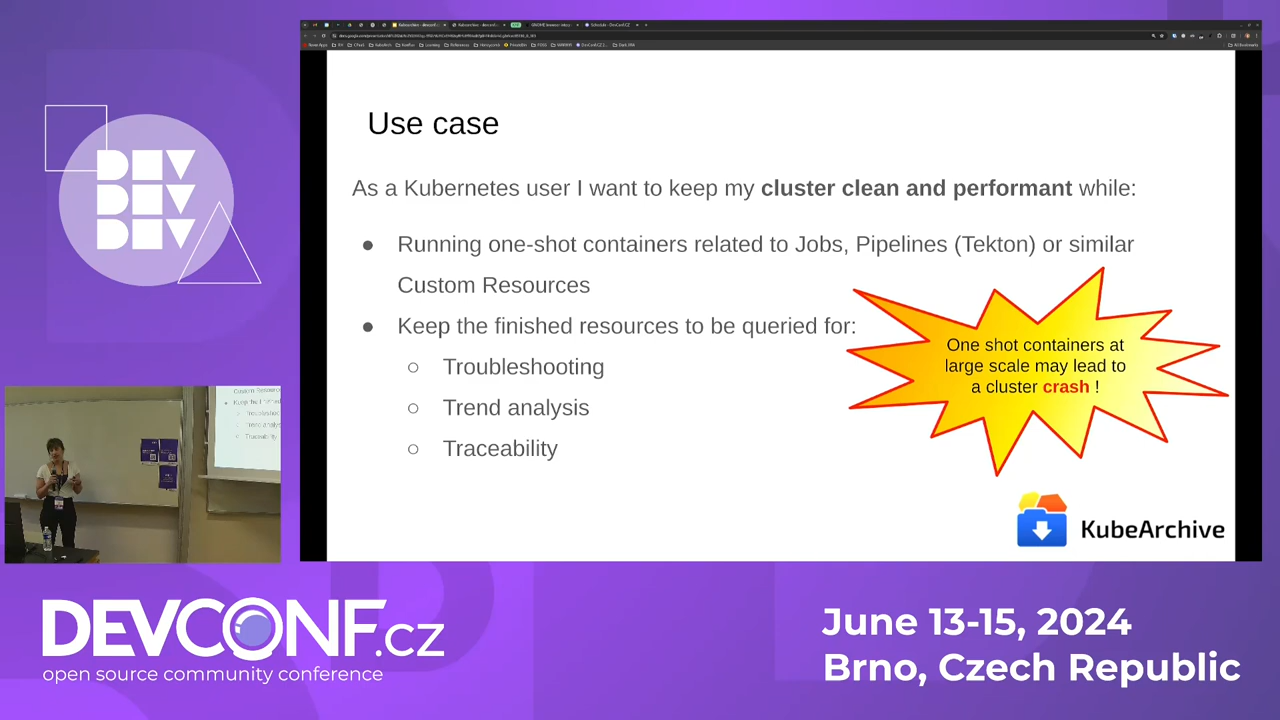 DEV
DEV
DEV
Use case
As a Kubernetes user I want to keep my cluster clean and performant while:
● Running one-shot containers related to Jobs, Pipelines (Tekton) or similar
Custom Resources
● Keep the finished resources to be queried for:
○ Troubleshooting
○ Trend analysis
○ Traceability
One shot containers at
large scale may lead to
a cluster crash !
KubeArchive
DEVCONF.cz
open source community conference
June 13-15, 2024
Brno, Czech Republic